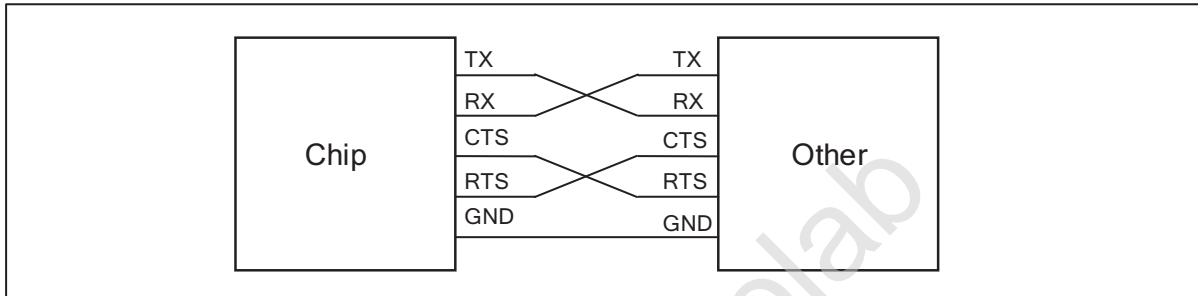 TX TX
RX RX
CTS CTS
Chip Other
RTS RTS
GND GND